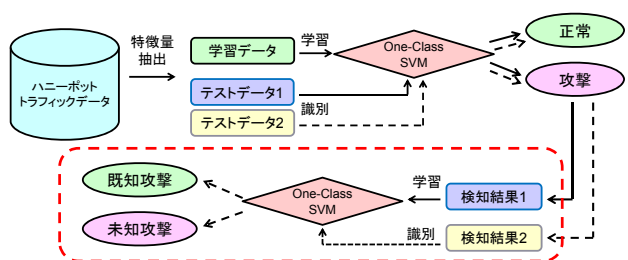 ハニーポット
トラフィックデータ
特徴量
抽出
学習データ
学習
テストデータ1
テストデータ2
識別
One-Class
SVM
正常
攻撃
既知攻撃
未知攻撃
One-Class
SVM
学習
識別
検知結果1
検知結果2